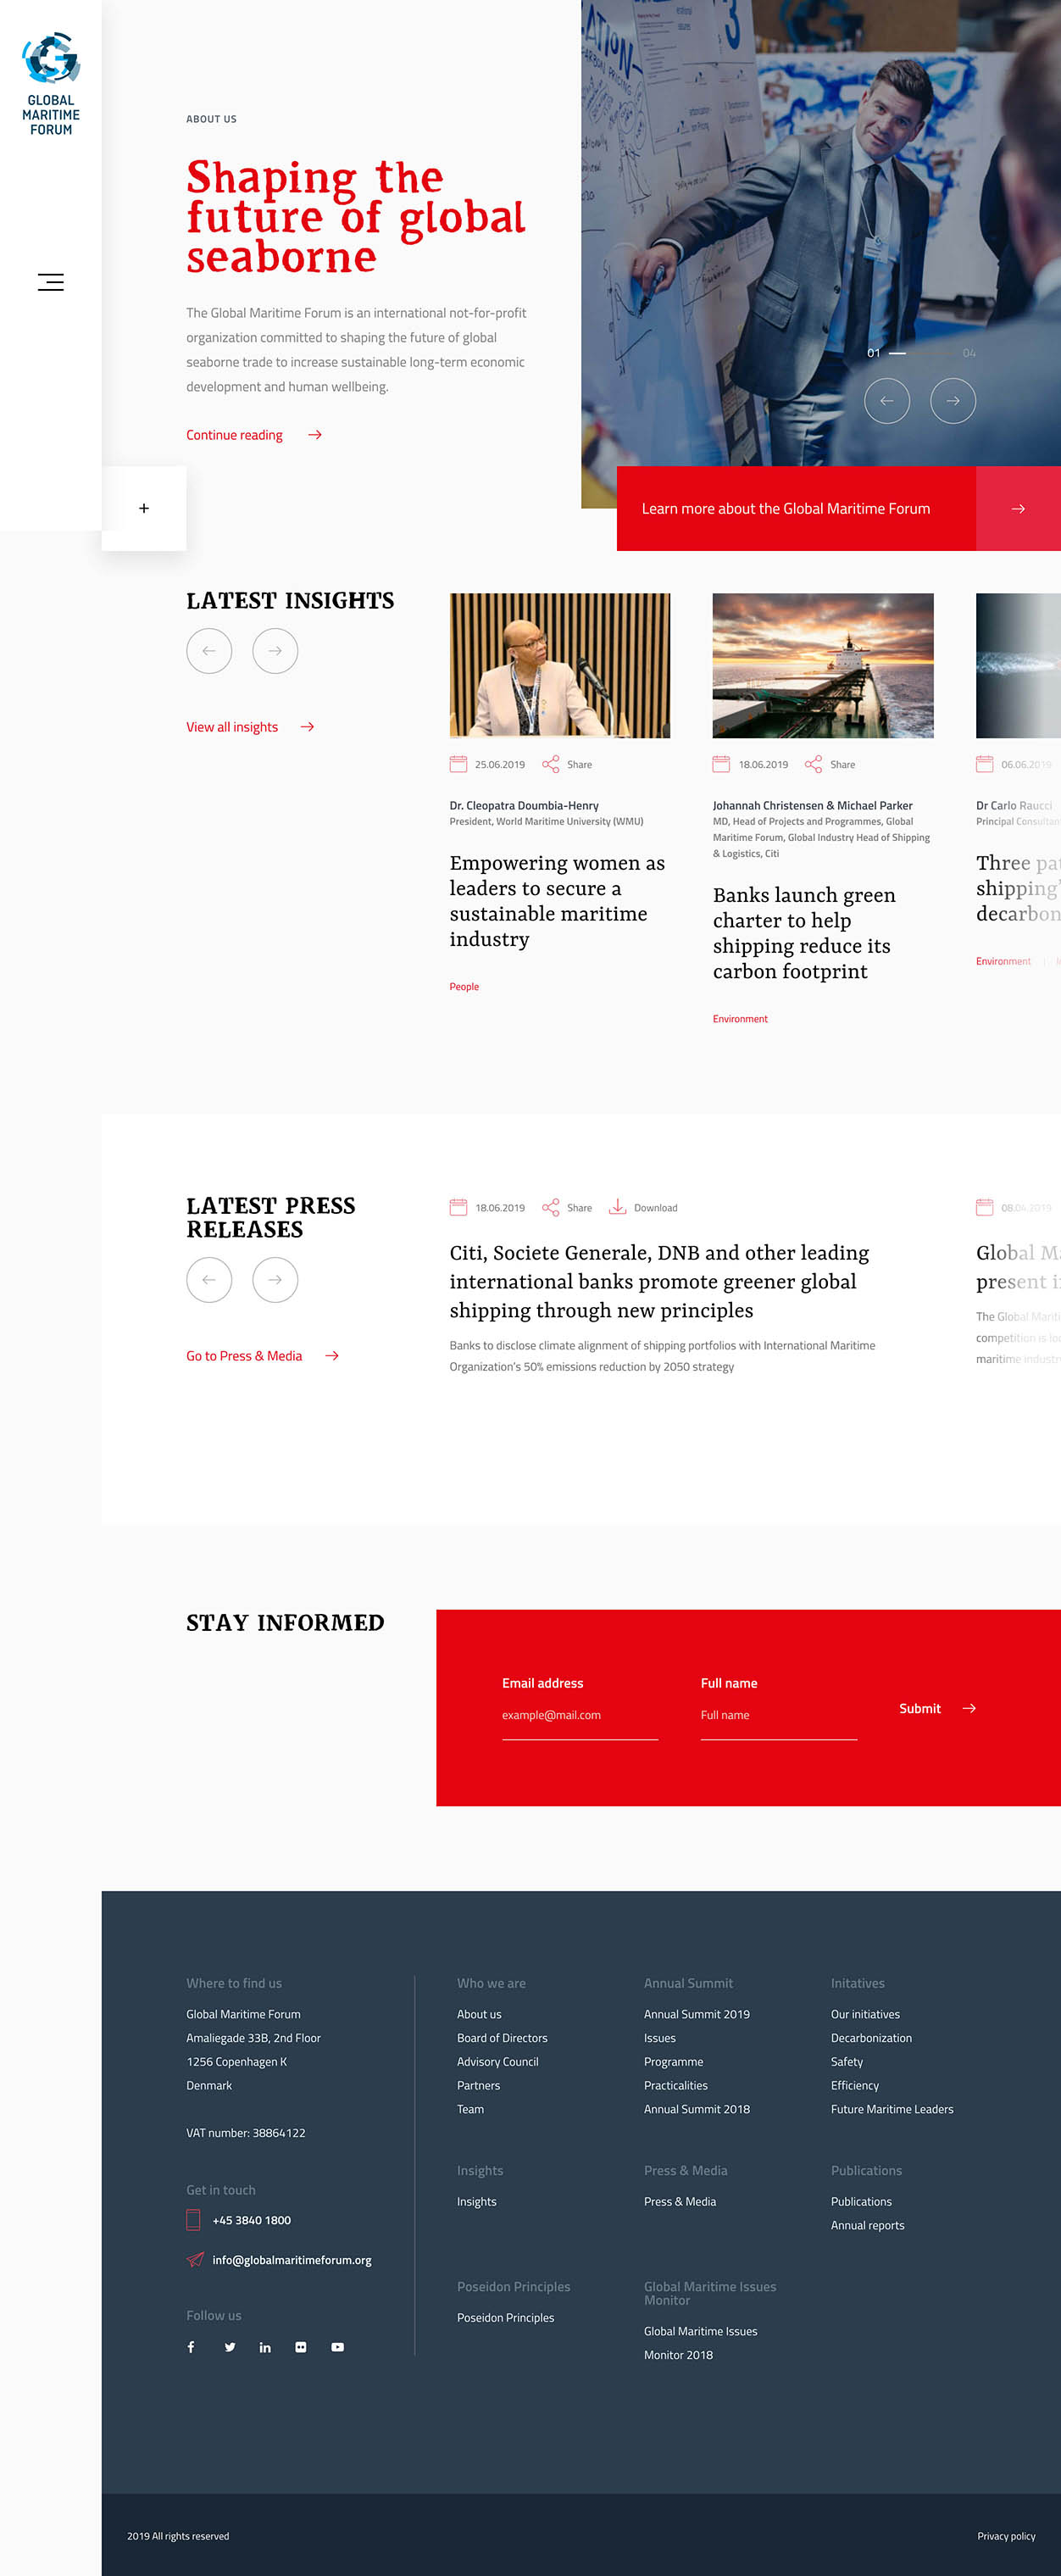 GLOBAL
MARITIME
FORUM
ABOUT US
Shaping the
future of global
seaborne
The Global Maritime Forum is an international not-for-profit
organization committed to shaping the future of global
seaborne trade to increase sustainable long-term economic
development and human wellbeing.
Continue reading
ATION
3
01
04
+
Learn more about the Global Maritime Forum
LATEST INSIGHTS
View all insights
25.06.2019 Share
Dr. Cleopatra Doumbia-Henry
President, World Maritime University (WMU)
Empowering women as
leaders to secure a
sustainable maritime
industry
People
18.06.2019 Share
Johannah Christensen & Michael Parker
MD, Head of Projects and Programmes, Global
Maritime Forum, Global Industry Head of Shipping
& Logistics, Citi
Banks launch green
charter to help
shipping reduce its
carbon footprint
Environment
06.06.2019
Dr Carlo Raucci
Principal Consultan
Three pa
shipping'
decarbon
Environment
LATEST PRESS
RELEASES
Go to Press & Media
18.06.2019 Share Download
Citi, Societe Generale, DNB and other leading
international banks promote greener global
shipping through new principles
Banks to disclose climate alignment of shipping portfolios with International Maritime
Organization's 50% emissions reduction by 2050 strategy
08.04.2019
Global Ma
present i
The Global Mariti
competition is loo
maritime industr
STAY INFORMED
Email address
example@mail.com
Full name
Full name
Submit
Where to find us
Global Maritime Forum
Amaliegade 33B, 2nd Floor
1256 Copenhagen K
Denmark
VAT number: 38864122
Get in touch
+45 3840 1800
info@globalmaritimeforum.org
Follow us
Who we are
About us
Board of Directors
Advisory Council
Partners
Team
Annual Summit
Annual Summit 2019
Issues
Programme
Practicalities
Annual Summit 2018
Initatives
Our initiatives
Decarbonization
Safety
Efficiency
Future Maritime Leaders
Insights
Insights
Press & Media
Press & Media
Publications
Publications
Annual reports
Poseidon Principles
Poseidon Principles
Global Maritime Issues
Monitor
Global Maritime Issues
Monitor 2018
2019 All rights reserved
Privacy policy